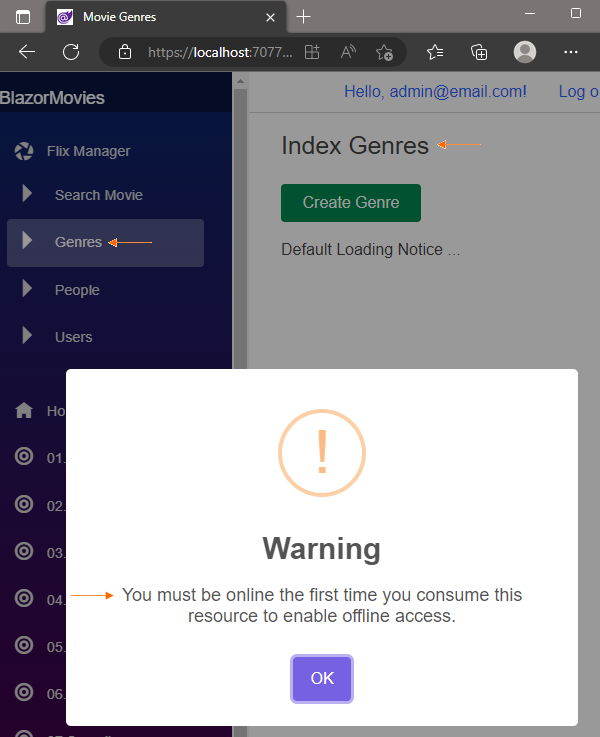 Movie Genres
https://localhost:7077...
BlazorMovies
Hello, admin@email.com!
Log o
Flix Manager
Index Genres
Search Movie
Create Genre
Genres
Default Loading Notice ...
People
Users
Ho
01.
02.
03.
04.
05.
06.
!
Warning
You must be online the first time you consume this
resource to enable offline access.
OK